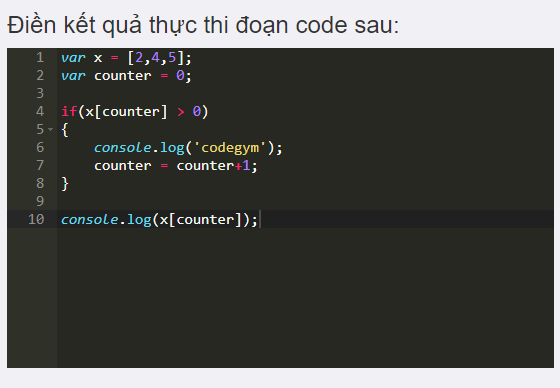 Điền kết quả thực thi đoạn code sau:
1 var x = [2,4,5];
2 var counter = 0;
3
4 if(x[counter] > 0)
5 {
6     console.log('codegym');
7     counter = counter+1;
8 }
9
10 console.log(x[counter]);